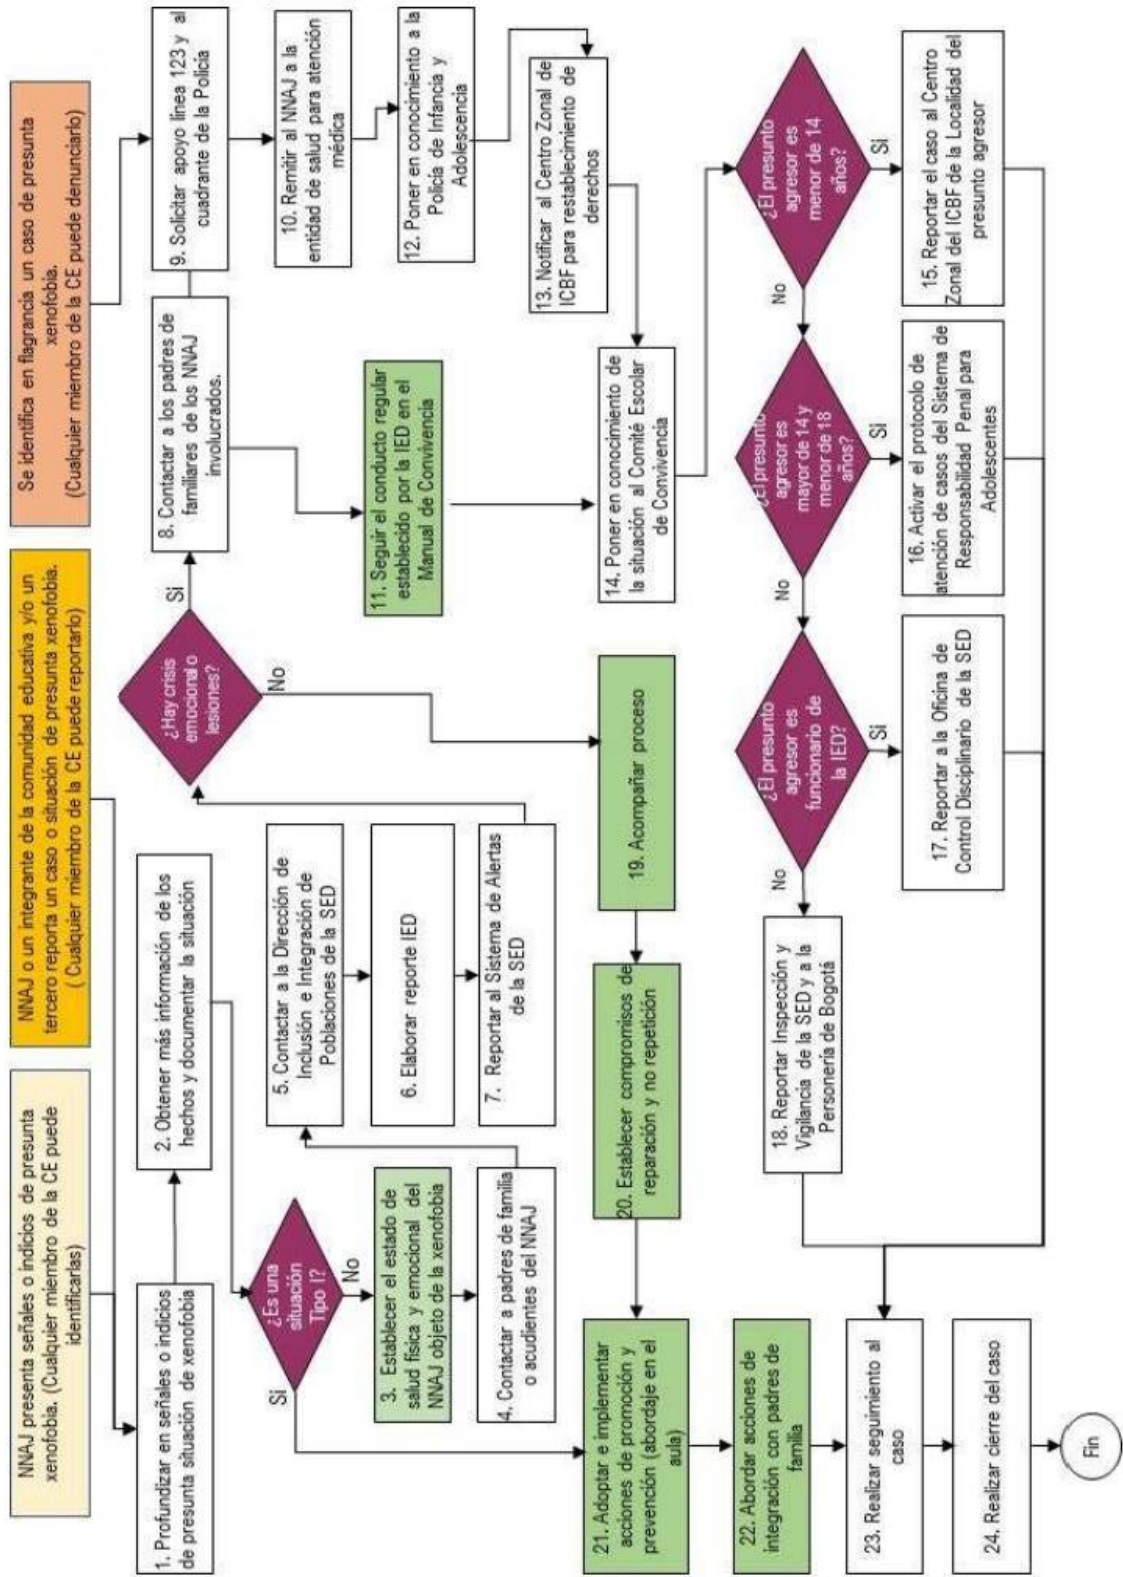 NNAJ presenta señales o indicios de presunta
xenofobia. (Cualquier miembro de la CE puede
identificarlas)
NNAJ o un integrante de la comunidad educativa y/o un
tercero reporta un caso o situación de presunta xenofobia.
( Cualquier miembro de la CE puede reportarlo)
Se identifica en flagrancia un caso de presunta
xenofobia.
(Cualquier miembro de la CE puede denunciarlo)
1. Profundizar en señales o indicios
de presunta situación de xenofobia
2. Obtener más información de los
hechos y documentar la situación
¿Es una
situación
Tipo I?
Si
No
3. Establecer el estado de
salud física y emocional del
NNAJ objeto de la xenofobia
4. Contactar a padres de familia
o acudientes del NNAJ
5. Contactar a la Dirección de
Inclusión e Integración de
Poblaciones de la SED
6. Elaborar reporte IED
7. Reportar al Sistema de Alertas
de la SED
¿Hay crisis
emocional o
lesiones?
Si
No
8. Contactar a los padres de
familiares de los NNAJ
involucrados.
9. Solicitar apoyo línea 123 y al
cuadrante de la Policía
10. Remitir al NNAJ a la
entidad de salud para atención
médica
11. Seguir el conducto regular
establecido por la IED en el
Manual de Convivencia
12. Poner en conocimiento a la
Policía de Infancia y
Adolescencia
13. Notificar al Centro Zonal de
ICBF para restablecimiento de
derechos
14. Poner en conocimiento de
la situación al Comité Escolar
de Convivencia
¿El presunto
agresor es
menor de 14
años?
Si
No
15. Reportar el caso al Centro
Zonal del ICBF de la Localidad del
presunto agresor
¿El presunto
agresor es
mayor de 14 y
menor de 18
años?
Si
No
16. Activar el protocolo de
atención de casos del Sistema de
Responsabilidad Penal para
Adolescentes
¿El presunto
agresor es
funcionario de
la IED?
Si
No
17. Reportar a la Oficina de
Control Disciplinario de la SED
18. Reportar Inspección y
Vigilancia de la SED y a la
Personería de Bogotá
19. Acompañar proceso
20. Establecer compromisos de
reparación y no repetición
21. Adoptar e implementar
acciones de promoción y
prevención (abordaje en el
aula)
22. Abordar acciones de
integración con padres de
familia
23. Realizar seguimiento al
caso
24. Realizar cierre del caso
Fin